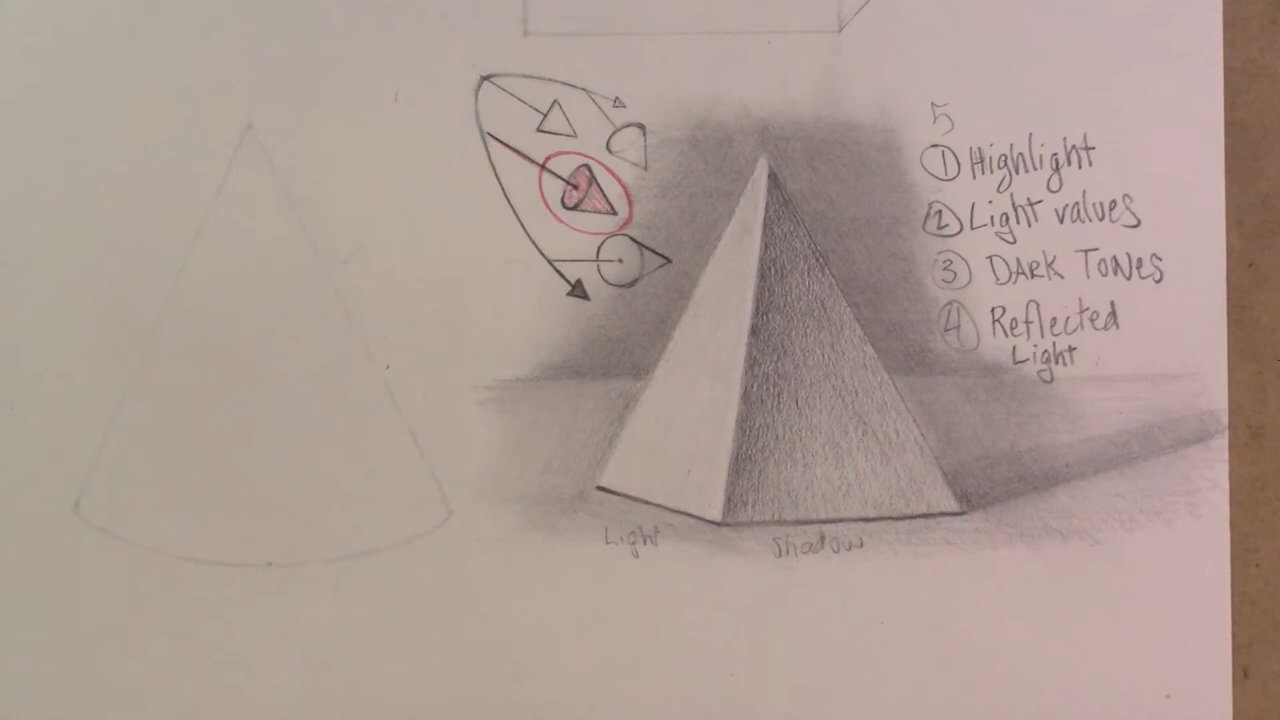 5
① Highlight
② Light values
③ DARK TONes
④ Reflected
Light
Light
Shadow